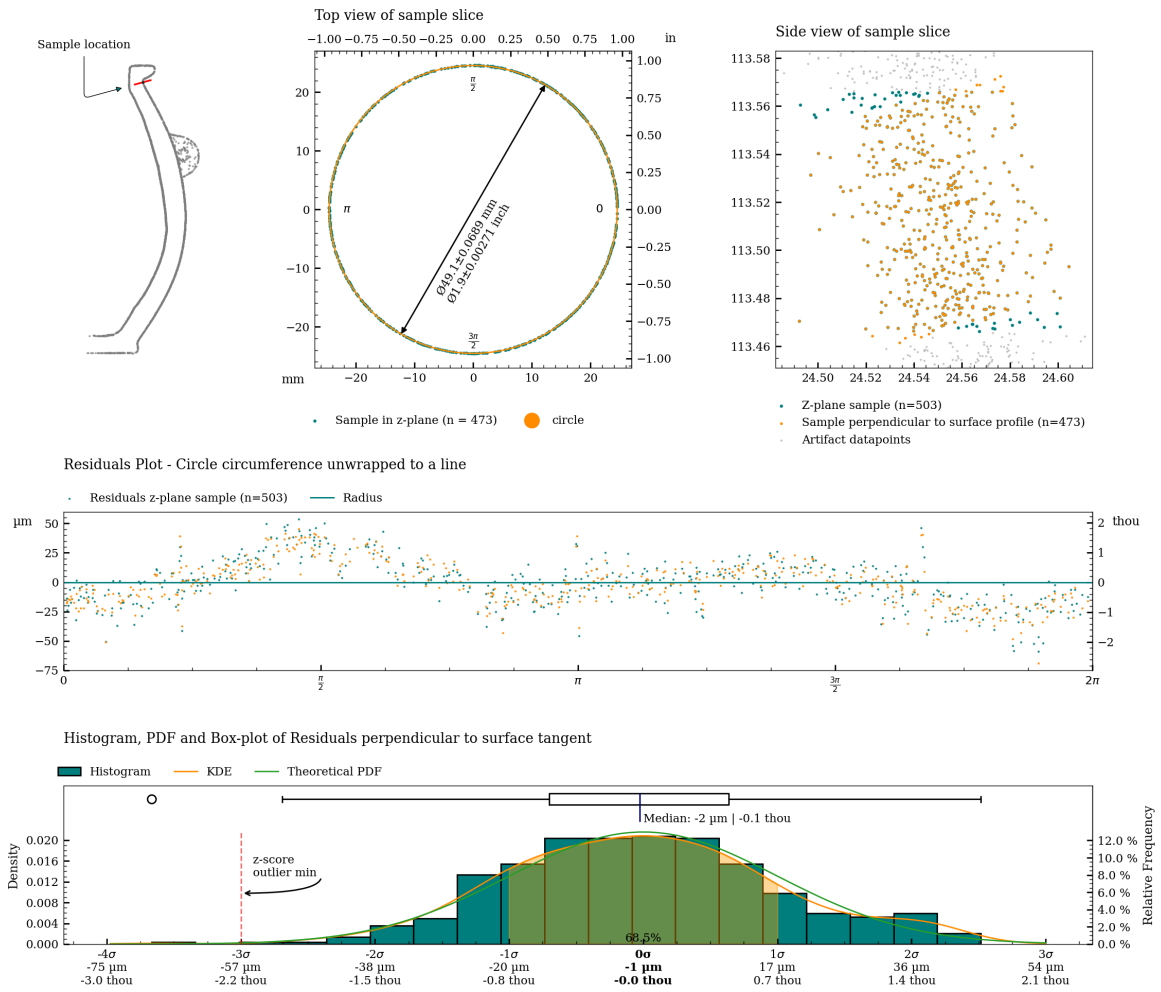 Sample location
Top view of sample slice
−1.00 −0.75 −0.50 −0.25 0.00 0.25 0.50 0.75 1.00 in
20
10
0
−10
−20
mm
−20 −10 0 10 20
1.00
0.75
0.50
0.25
0.00
−0.25
−0.50
−0.75
−1.00
π/2
π
0
3π/2
Ø49.1±0.0689 mm
Ø1.9±0.00271 inch
Sample in z-plane (n = 473)
circle
Side view of sample slice
113.58
113.56
113.54
113.52
113.50
113.48
113.46
24.50 24.52 24.54 24.56 24.58 24.60
Z-plane sample (n=503)
Sample perpendicular to surface profile (n=473)
Artifact datapoints
Residuals Plot - Circle circumference unwrapped to a line
Residuals z-plane sample (n=503)
Radius
µm
50
25
0
−25
−50
−75
2 thou
1
0
−1
−2
0 π/2 π 3π/2 2π
Histogram, PDF and Box-plot of Residuals perpendicular to surface tangent
Histogram
KDE
Theoretical PDF
Median: -2 µm | -0.1 thou
z-score
outlier min
68.5%
Density
0.020
0.016
0.012
0.008
0.004
0.000
12.0 %
10.0 %
8.0 %
6.0 %
4.0 %
2.0 %
0.0 %
Relative Frequency
-4σ -3σ -2σ -1σ 0σ 1σ 2σ 3σ
-75 µm -57 µm -38 µm -20 µm -1 µm 17 µm 36 µm 54 µm
-3.0 thou -2.2 thou -1.5 thou -0.8 thou -0.0 thou 0.7 thou 1.4 thou 2.1 thou